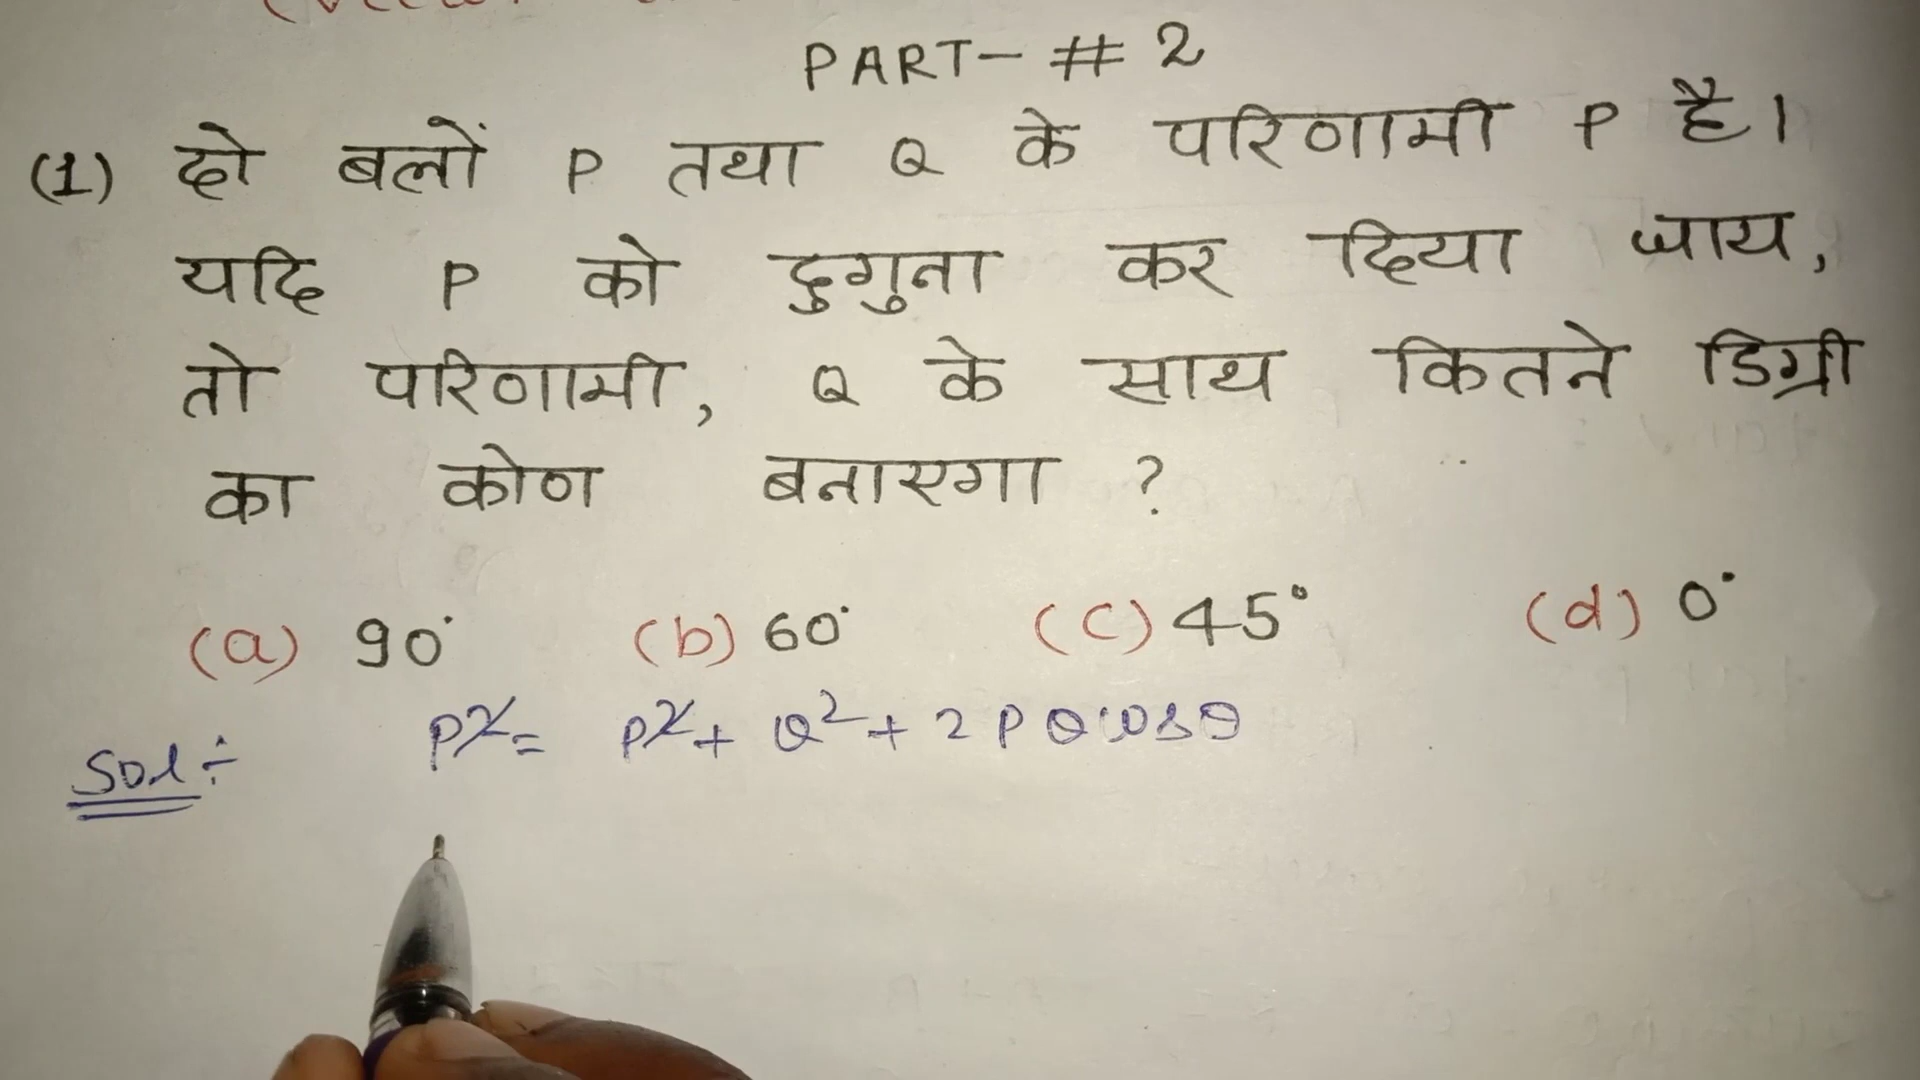 PART- # 2
(1) दो बलों P तथा Q के परिणामी P है।
यदि P को दुगुना कर दिया जाय,
तो परिणामी, Q के साथ कितने डिग्री
का कोण बनाएगा ?
(a) 90° (b) 60° (c) 45° (d) 0°
Sol÷ P² = P² + Q² + 2 P Q cosθ